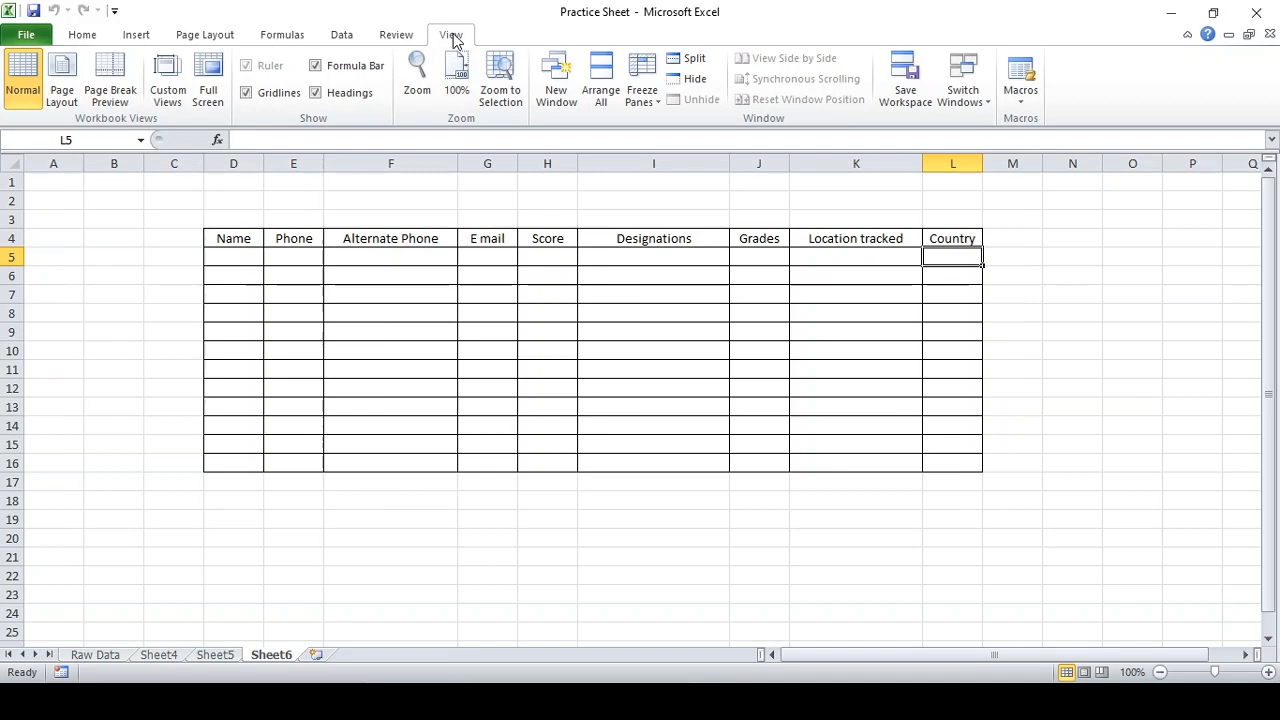 Practice Sheet - Microsoft Excel
File Home Insert Page Layout Formulas Data Review View
Normal
Page Layout
Page Break Preview
Custom Views
Full Screen
Workbook Views
Ruler
Formula Bar
Gridlines
Headings
Show
Zoom
100
100%
Zoom to Selection
Zoom
New Window
Arrange All
Freeze Panes
Split
Hide
Unhide
View Side by Side
Synchronous Scrolling
Reset Window Position
Window
Save Workspace
Switch Windows
Macros
Macros
L5
fx
A B C D E F G H I J K L M N O P Q
1
2
3
4 Name Phone Alternate Phone E mail Score Designations Grades Location tracked Country
5
6
7
8
9
10
11
12
13
14
15
16
17
18
19
20
21
22
23
24
25
Raw Data Sheet4 Sheet5 Sheet6
Ready
100%